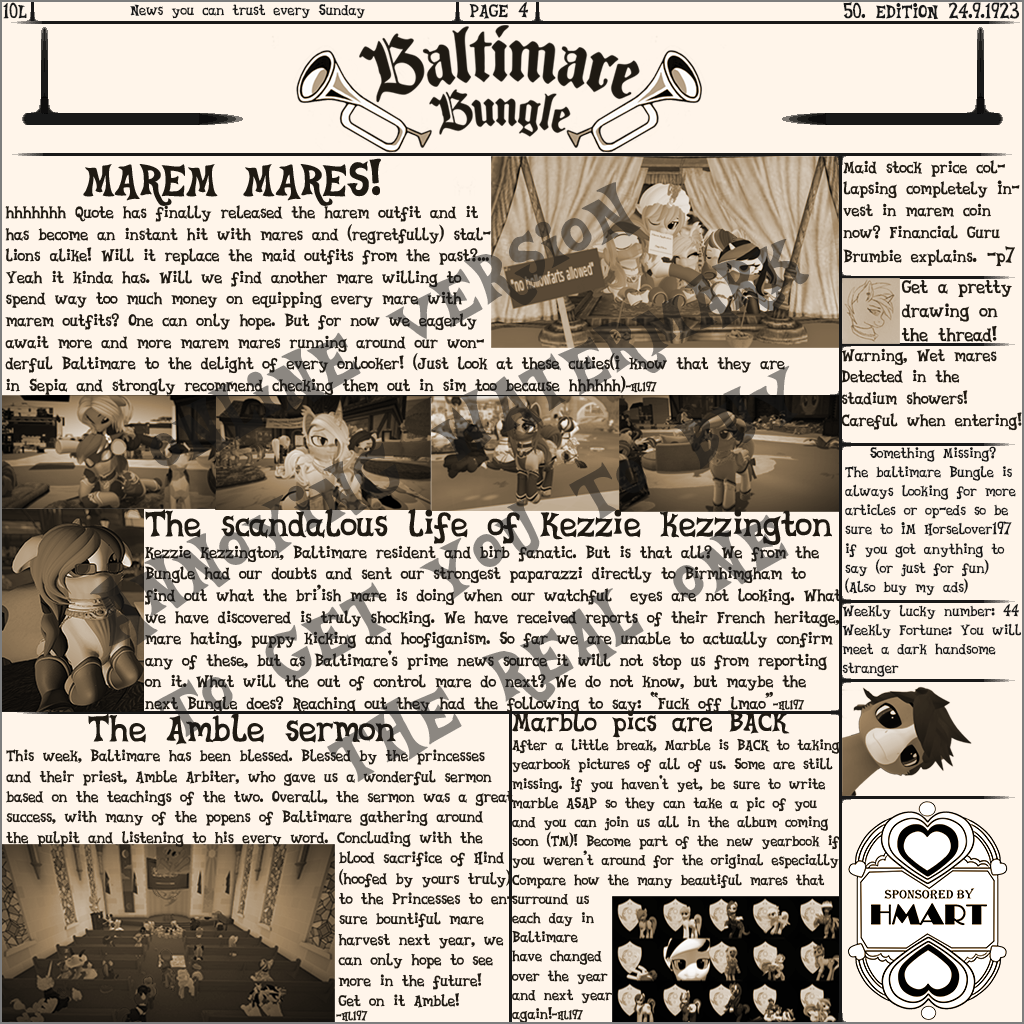 10L
News you can trust every Sunday
PAGE 4
50. EDITION 24.9.1923
Baltimare
Bungle
MAREM MARES!
hhhhhhh Quote has finally released the harem outfit and it
has become an instant hit with mares and (regretfully) stal-
lions alike! Will it replace the maid outfits from the past?...
Yeah it kinda has. Will we find another mare willing to
spend way too much money on equipping every mare with
marem outfits? One can only hope. But for now we eagerly
await more and more marem mares running around our won-
derful Baltimare to the delight of every onlooker! (Just look at these cuties(i know that they are
in Sepia and strongly recommend checking them out in sim too because hhhhhh)-HL197
allowed"
The scandalous life of Kezzie Kezzington
Kezzie Kezzington, Baltimare resident and birb fanatic. But is that all? We from the
Bungle had our doubts and sent our strongest paparazzi directly to Birmhimgham to
find out what the bri'ish mare is doing when our watchful eyes are not looking. What
we have discovered is truly shocking. We have received reports of their French heritage,
mare hating, puppy kicking and hoofiganism. So far we are unable to actually confirm
any of these, but as Baltimare's prime news source it will not stop us from reporting
on it. What will the out of control mare do next? We do not know, but maybe the
next Bungle does? Reaching out they had the following to say: "Fuck off lmao" -HL197
The Amble sermon
This week, Baltimare has been blessed. Blessed by the princesses
and their priest, Amble Arbiter, who gave us a wonderful sermon
based on the teachings of the two. Overall, the sermon was a great
success, with many of the popens of Baltimare gathering around
the pulpit and listening to his every word. Concluding with the
blood sacrifice of Hind
(hoofed by yours truly)
to the Princesses to en-
sure bountiful mare
harvest next year, we
can only hope to see
more in the future!
Get on it Amble!
-HL197
Marblo pics are BACK
After a little break, Marble is BACK to taking
yearbook pictures of all of us. Some are still
missing. if you haven't yet, be sure to write
marble ASAP so they can take a pic of you
and you can join us all in the album coming
soon (TM)! Become part of the new yearbook if
you weren't around for the original especially
Compare how the many beautiful mares that
surround us
each day in
Baltimare
have changed
over the year
and next year
again!-HL197
Maid stock price col-
lapsing completely in-
vest in marem coin
now? Financial Guru
Brumbie explains. -p7
Get a pretty
drawing on
the thread!
Warning, Wet mares
Detected in the
stadium showers!
Careful when entering!
Something Missing?
The baltimare Bungle is
always looking for more
articles or op-eds so be
sure to iM Horselover197
if you got anything to
say (or just for fun)
(Also buy my ads)
Weekly lucky number: 44
Weekly Fortune: You will
meet a dark handsome
stranger
SPONSORED BY
HMART
ONLINE VERSION
ANNOYING WATERMARK
TO GET YOU TO BUY
THE REAL ONE